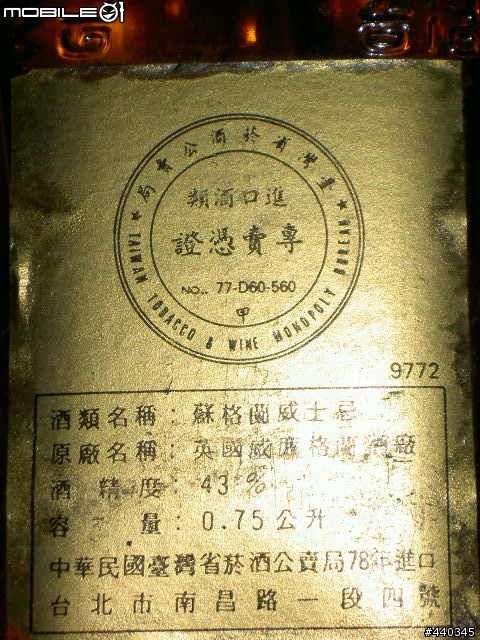 MOBILE01
臺灣省菸酒公賣局
進口酒類
專賣憑證
NO.. 77-D60-560
甲
★ TAIWAN TOBACCO & WINE MONOPOLY BUREAU ★
9772
酒類名稱：蘇格蘭威士忌
原廠名稱：英國威廉格蘭酒廠
酒精度：43%
容量：0.75公升
中華民國臺灣省菸酒公賣局78年進口
台北市南昌路一段四號
#440345